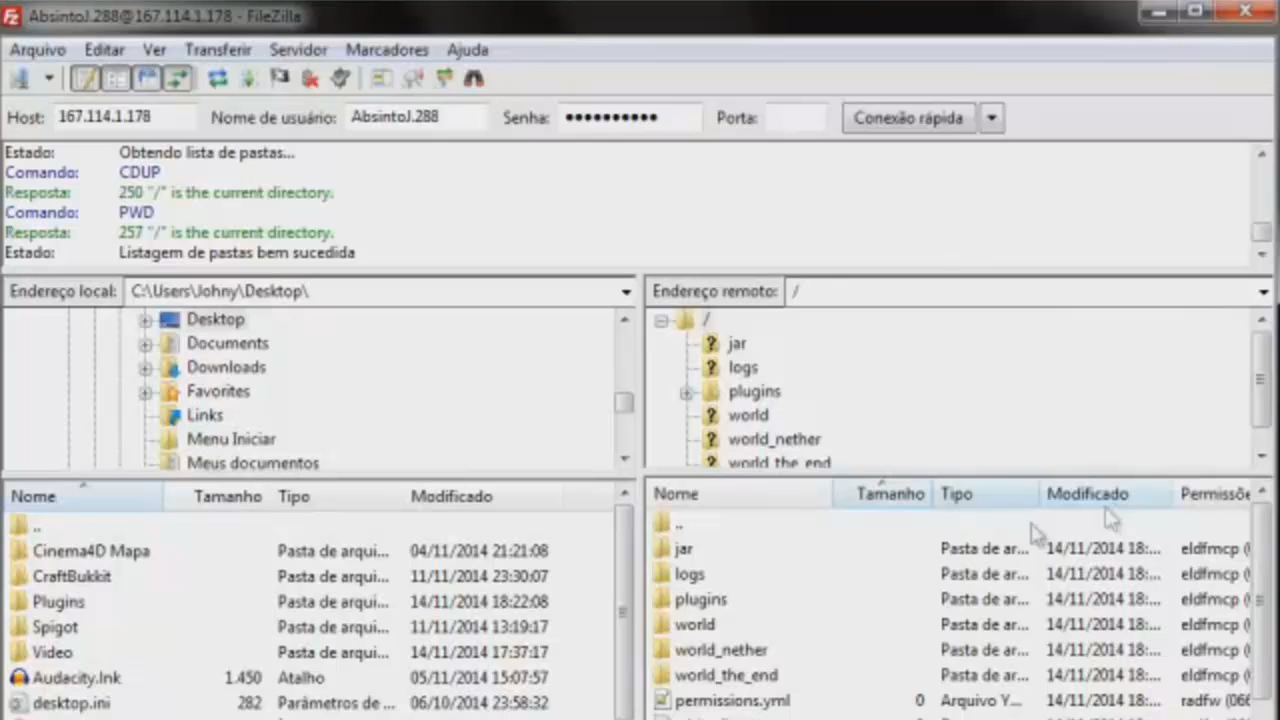 AbsintoJ.288@167.114.1.178 - FileZilla
Arquivo Editar Ver Transferir Servidor Marcadores Ajuda
Host: 167.114.1.178 Nome de usuário: AbsintoJ.288 Senha: ●●●●●●●●●● Porta: Conexão rápida
Estado: Obtendo lista de pastas...
Comando: CDUP
Resposta: 250 "/" is the current directory.
Comando: PWD
Resposta: 257 "/" is the current directory.
Estado: Listagem de pastas bem sucedida
Endereço local: C:\Users\Johny\Desktop\
Desktop
Documents
Downloads
Favorites
Links
Menu Iniciar
Meus documentos
Endereço remoto: /
/
jar
logs
plugins
world
world_nether
world_the_end
Nome Tamanho Tipo Modificado
..
Cinema4D Mapa Pasta de arqui... 04/11/2014 21:21:08
CraftBukkit Pasta de arqui... 11/11/2014 23:30:07
Plugins Pasta de arqui... 14/11/2014 18:22:08
Spigot Pasta de arqui... 11/11/2014 13:19:17
Video Pasta de arqui... 14/11/2014 17:37:17
Audacity.lnk 1.450 Atalho 05/11/2014 15:07:57
desktop.ini 282 Parâmetros de ... 06/10/2014 23:58:32
Nome Tamanho Tipo Modificado Permissõe
..
jar Pasta de ar... 14/11/2014 18:... eldfmcp (
logs Pasta de ar... 14/11/2014 18:... eldfmcp (
plugins Pasta de ar... 14/11/2014 18:... eldfmcp (
world Pasta de ar... 14/11/2014 18:... eldfmcp (
world_nether Pasta de ar... 14/11/2014 18:... eldfmcp (
world_the_end Pasta de ar... 14/11/2014 18:... eldfmcp (
permissions.yml 0 Arquivo Y... 14/11/2014 18:... radfw (06